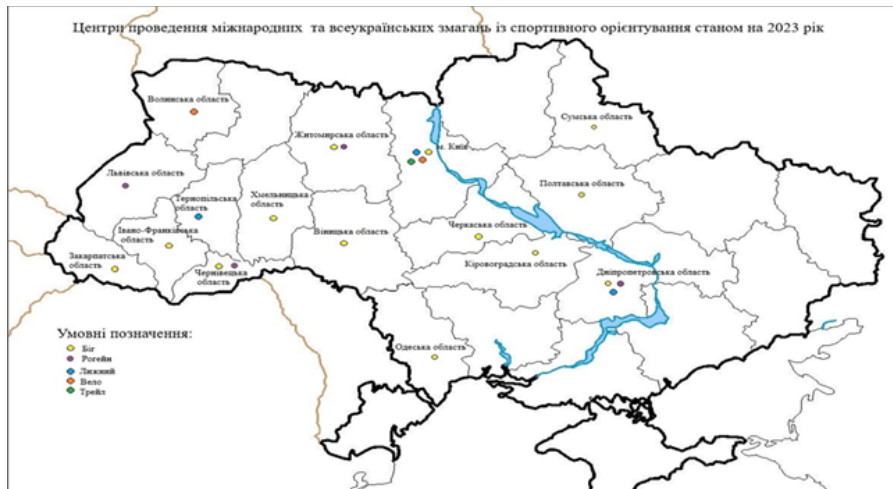 Центри проведення міжнародних та всеукраїнських змагань із спортивного орієнтування станом на 2023 рік
Волинська область
Житомирська область
м. Київ
Сумська область
Львівська область
Тернопільська
область
Хмельницька
область
Полтавська область
Івано-Франківська
область
Віницька область
Черкаська область
Закарпатська
область
Чернівецька
область
Кіровоградська область
Дніпропетровська область
Одеська область
Умовні позначення:
Біг
Рогейн
Лижний
Вело
Трейл